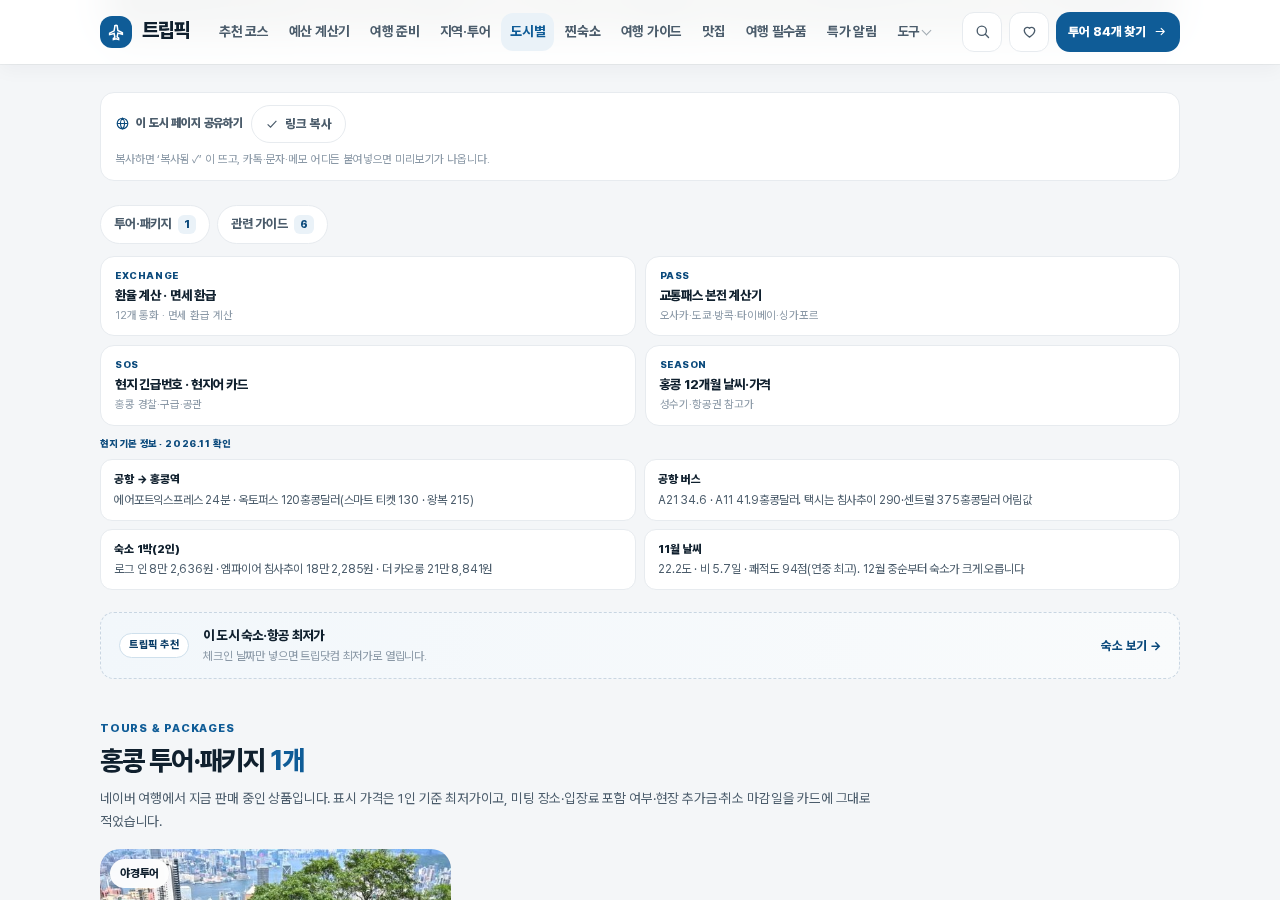 트립픽
추천 코스
예산 계산기
여행 준비
지역·투어
도시별
찐숙소
여행 가이드
맛집
여행 필수품
특가 알림
도구
투어 84개 찾기 →
이 도시 페이지 공유하기
✓ 링크 복사
복사하면 '복사됨 ✓' 이 뜨고, 카톡·문자·메모 어디든 붙여넣으면 미리보기가 나옵니다.
투어·패키지 1
관련 가이드 6
EXCHANGE
환율 계산 · 면세 환급
12개 통화 · 면세 환급 계산
PASS
교통패스 본전 계산기
오사카·도쿄·방콕·타이베이·싱가포르
SOS
현지 긴급번호 · 현지어 카드
홍콩 경찰·구급·공관
SEASON
홍콩 12개월 날씨·가격
성수기·항공권 참고가
현지 기본 정보 · 2026.11 확인
공항 → 홍콩역
에어포트익스프레스 24분 · 옥토퍼스 120홍콩달러(스마트 티켓 130 · 왕복 215)
공항 버스
A21 34.6 · A11 41.9홍콩달러. 택시는 침사추이 290·센트럴 375홍콩달러 어림값
숙소 1박(2인)
로그 인 8만 2,636원 · 엠파이어 침사추이 18만 2,285원 · 더 카오룽 21만 8,841원
11월 날씨
22.2도 · 비 5.7일 · 쾌적도 94점(연중 최고). 12월 중순부터 숙소가 크게 오릅니다
트립픽 추천
이 도시 숙소·항공 최저가
체크인 날짜만 넣으면 트립닷컴 최저가로 열립니다.
숙소 보기 →
TOURS & PACKAGES
홍콩 투어·패키지 1개
네이버 여행에서 지금 판매 중인 상품입니다. 표시 가격은 1인 기준 최저가이고, 미팅 장소·입장료 포함 여부·현장 추가금·취소 마감일을 카드에 그대로
적었습니다.
야경투어